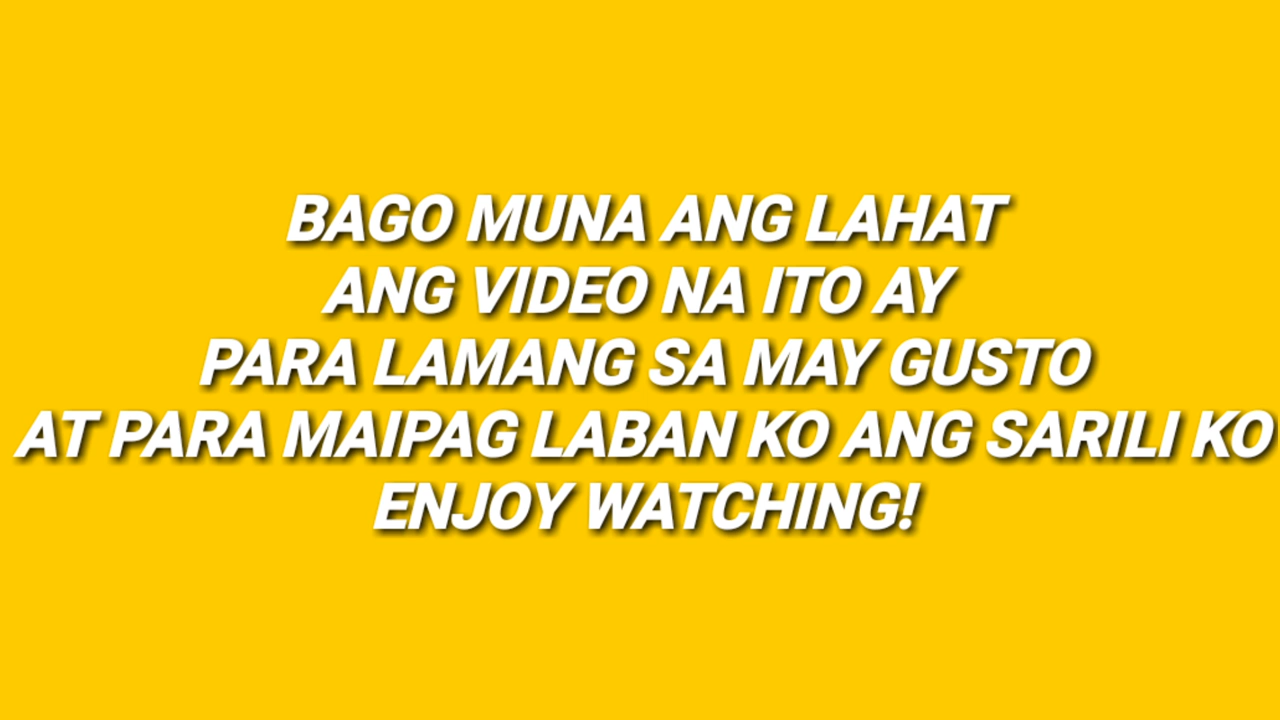 BAGO MUNA ANG LAHAT
ANG VIDEO NA ITO AY
PARA LAMANG SA MAY GUSTO
AT PARA MAIPAG LABAN KO ANG SARILI KO
ENJOY WATCHING!